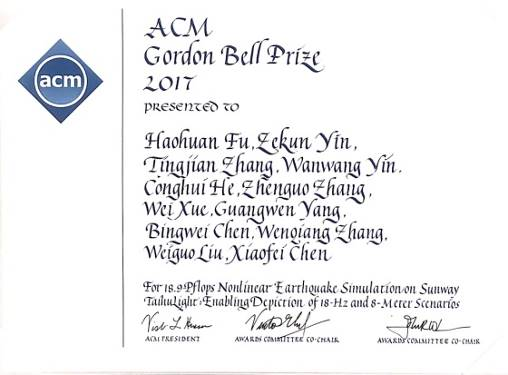 acm
ACM
Gordon Bell Prize
2017
PRESENTED TO
Haohuan Fu, Zekun Yin,
Tingjian Zhang, Wanwang Yin,
Conghui He, Zhenguo Zhang,
Wei Xue, Guangwen Yang,
Bingwei Chen, Wenqiang Zhang,
Weiguo Liu, Xiaofei Chen
For 18.9 Pflops Nonlinear Earthquake Simulation on Sunway
TaihuLight: Enabling Depiction of 18-Hz and 8-Meter Scenarios
ACM PRESIDENT AWARDS COMMITTEE CO-CHAIR AWARDS COMMITTEE CO-CHAIR